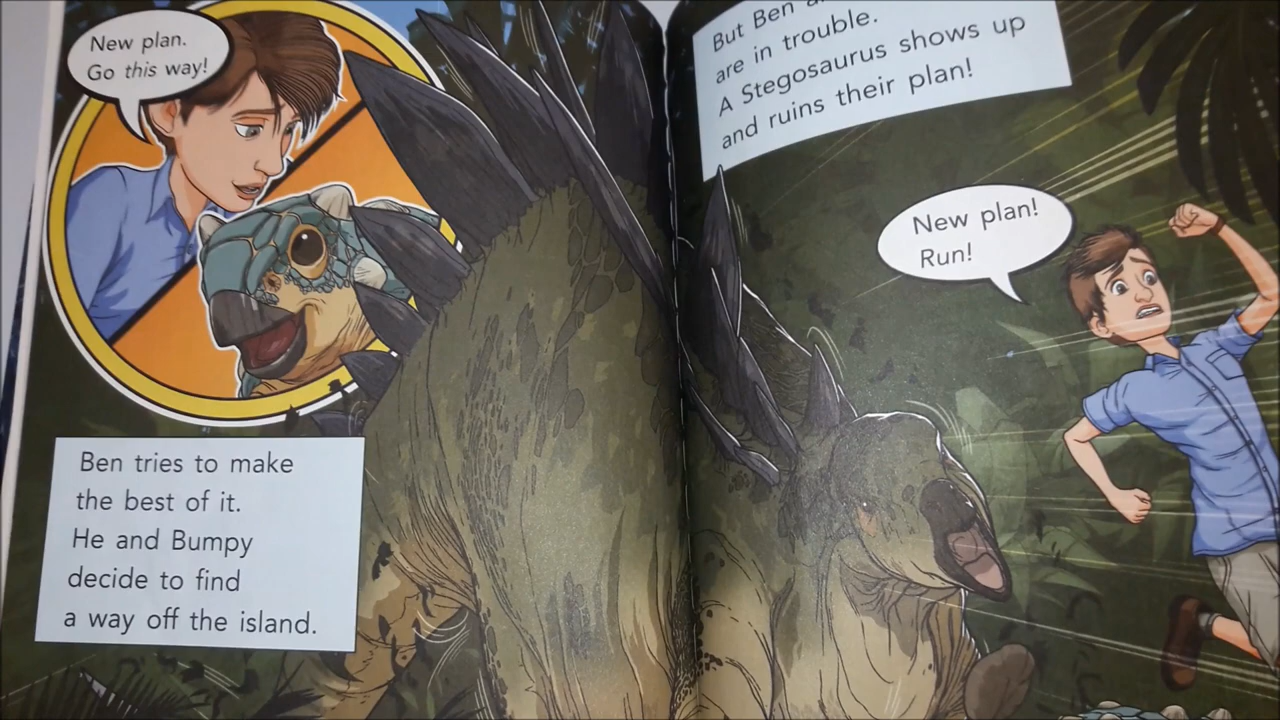 New plan.
Go this way!
Ben tries to make
the best of it.
He and Bumpy
decide to find
a way off the island.
But Ben
are in trouble.
A Stegosaurus shows up
and ruins their plan!
New plan!
Run!